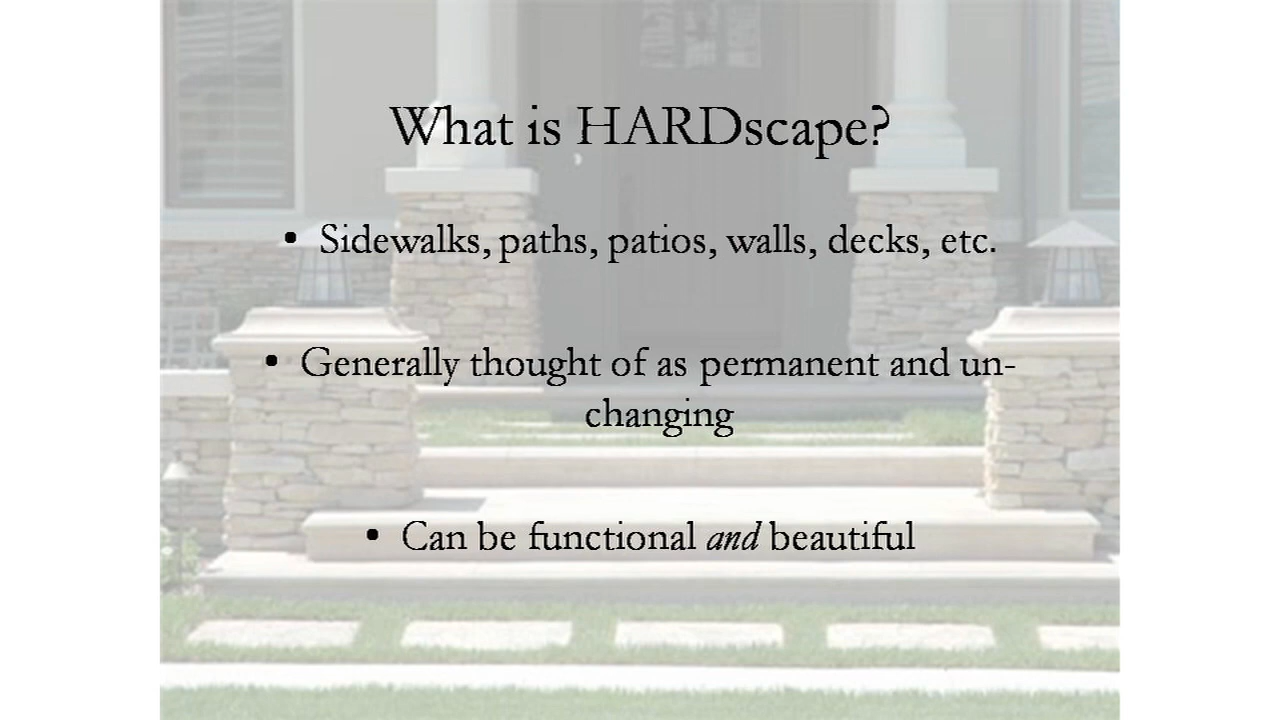 What is HARDscape?
• Sidewalks, paths, patios, walls, decks, etc.
• Generally thought of as permanent and un-
changing
• Can be functional and beautiful